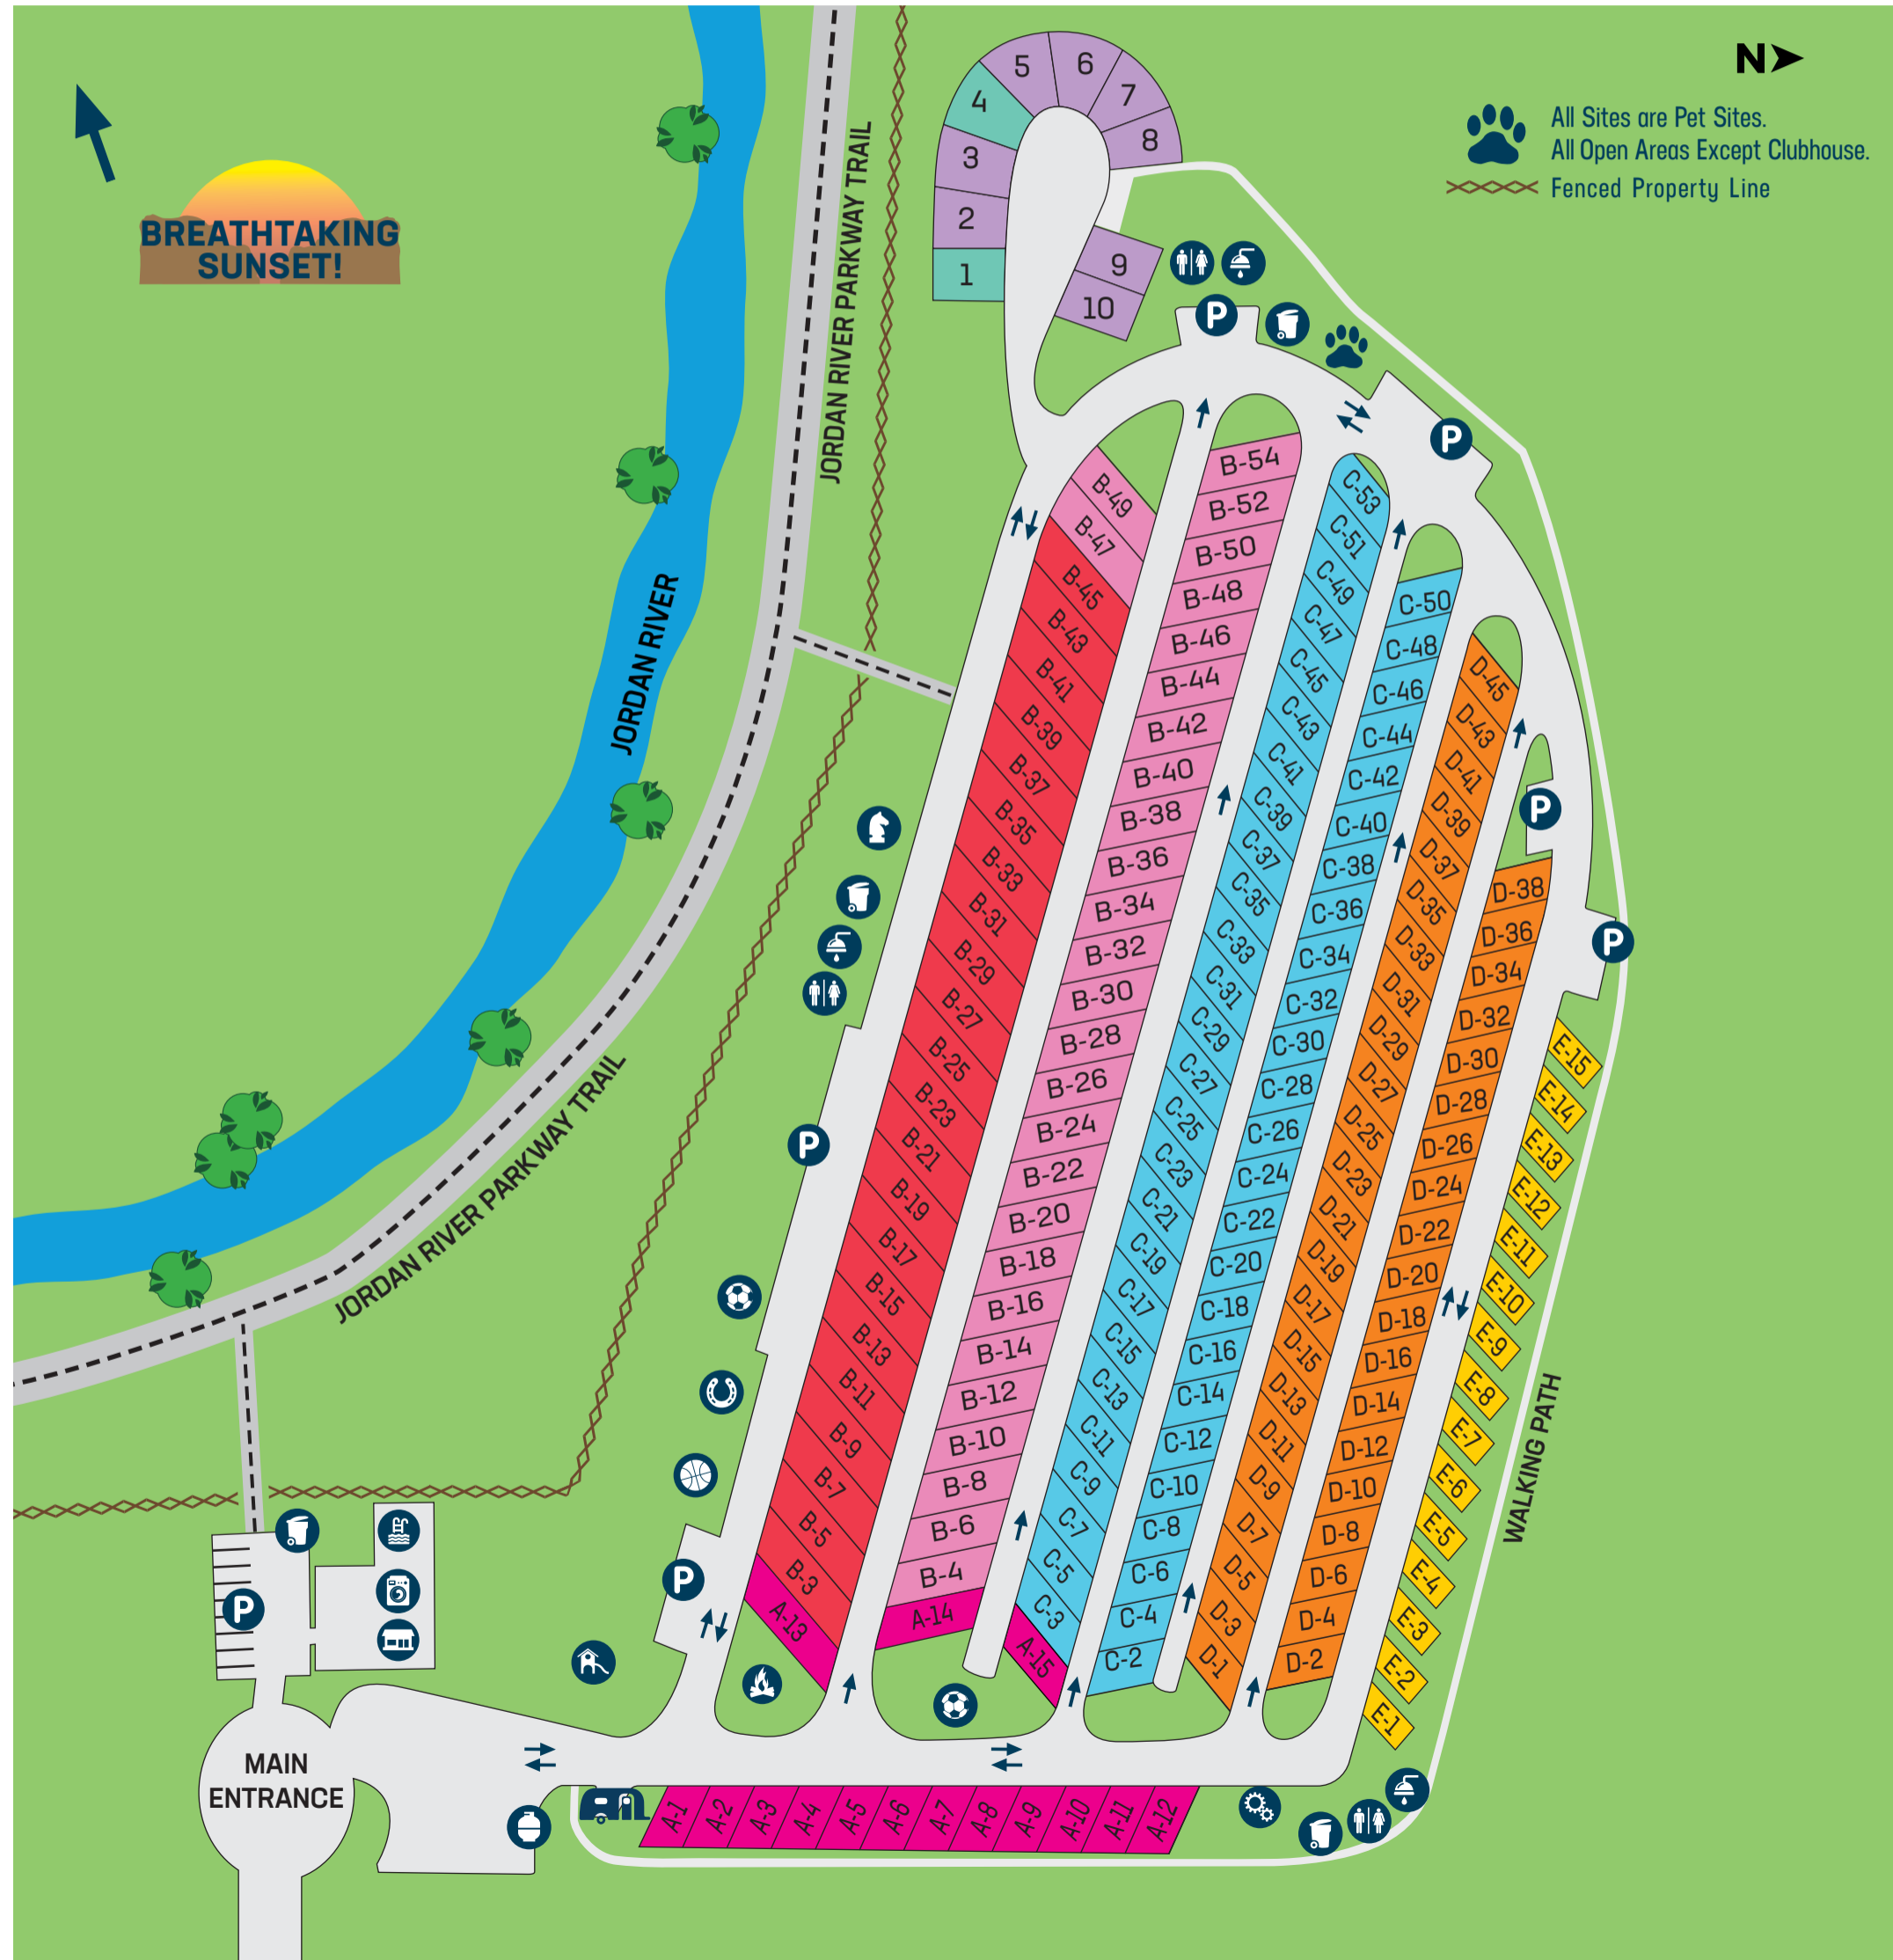 N
All Sites are Pet Sites.
All Open Areas Except Clubhouse.
Fenced Property Line
BREATHTAKING
SUNSET!
JORDAN RIVER PARKWAY TRAIL
JORDAN RIVER
JORDAN RIVER PARKWAY TRAIL
1
2
3
4
5
6
7
8
9
10
P
P
P
P
P
P
P
B-49
B-47
B-45
B-43
B-41
B-39
B-37
B-35
B-33
B-31
B-29
B-27
B-25
B-23
B-21
B-19
B-17
B-15
B-13
B-11
B-9
B-7
B-5
B-3
A-13
B-54
B-52
B-50
B-48
B-46
B-44
B-42
B-40
B-38
B-36
B-34
B-32
B-30
B-28
B-26
B-24
B-22
B-20
B-18
B-16
B-14
B-12
B-10
B-8
B-6
B-4
A-14
C-53
C-51
C-49
C-47
C-45
C-43
C-41
C-39
C-37
C-35
C-33
C-31
C-29
C-27
C-25
C-23
C-21
C-19
C-17
C-15
C-13
C-11
C-9
C-7
C-5
C-3
A-15
C-50
C-48
C-46
C-44
C-42
C-40
C-38
C-36
C-34
C-32
C-30
C-28
C-26
C-24
C-22
C-20
C-18
C-16
C-14
C-12
C-10
C-8
C-6
C-4
C-2
D-45
D-43
D-41
D-39
D-37
D-35
D-33
D-31
D-29
D-27
D-25
D-23
D-21
D-19
D-17
D-15
D-13
D-11
D-9
D-7
D-5
D-3
D-1
D-38
D-36
D-34
D-32
D-30
D-28
D-26
D-24
D-22
D-20
D-18
D-16
D-14
D-12
D-10
D-8
D-6
D-4
D-2
E-15
E-14
E-13
E-12
E-11
E-10
E-9
E-8
E-7
E-6
E-5
E-4
E-3
E-2
E-1
WALKING PATH
MAIN
ENTRANCE
A-1
A-2
A-3
A-4
A-5
A-6
A-7
A-8
A-9
A-10
A-11
A-12